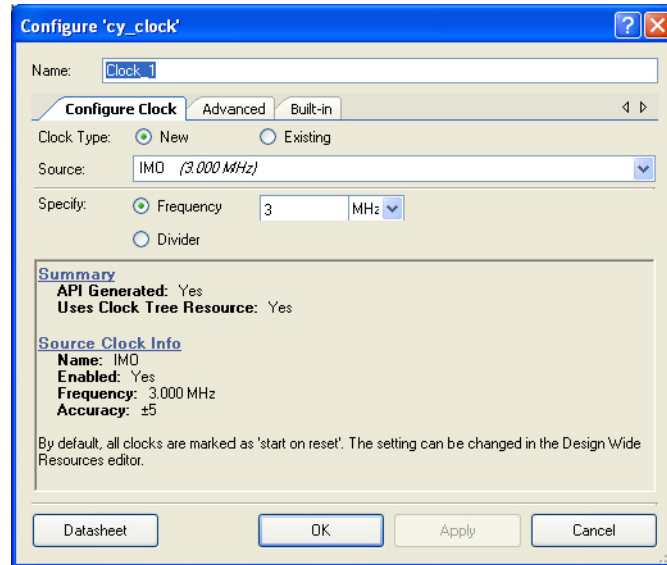 Configure 'cy_clock'
Name: Clock_1
Configure Clock Advanced Built-in
Clock Type: New Existing
Source: IMO (3.000 MHz)
Specify: Frequency 3 MHz
Divider
Summary
API Generated: Yes
Uses Clock Tree Resource: Yes
Source Clock Info
Name: IMO
Enabled: Yes
Frequency: 3.000 MHz
Accuracy: ±5
By default, all clocks are marked as 'start on reset'. The setting can be changed in the Design Wide
Resources editor.
Datasheet OK Apply Cancel